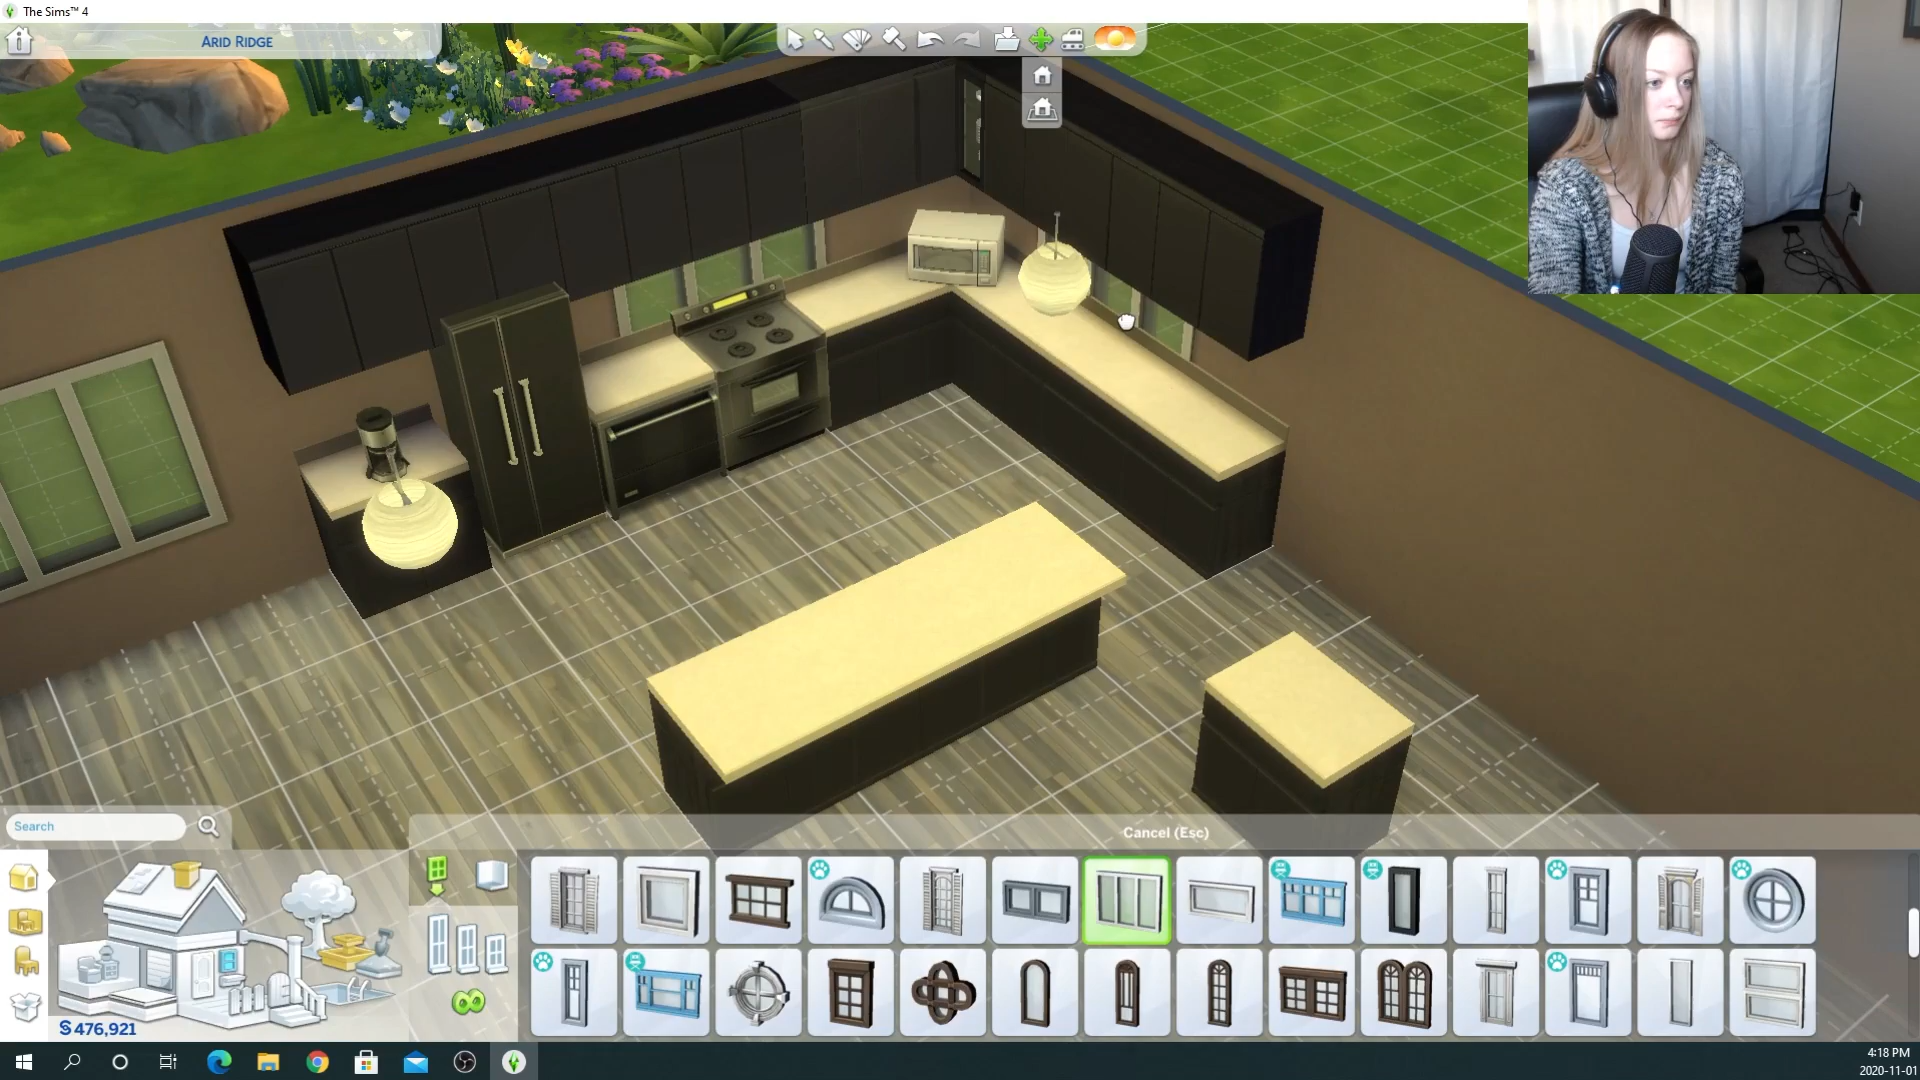 The Sims™ 4
ARID RIDGE
Cancel (Esc)
Search
§476,921
4:18 PM
2020-11-01